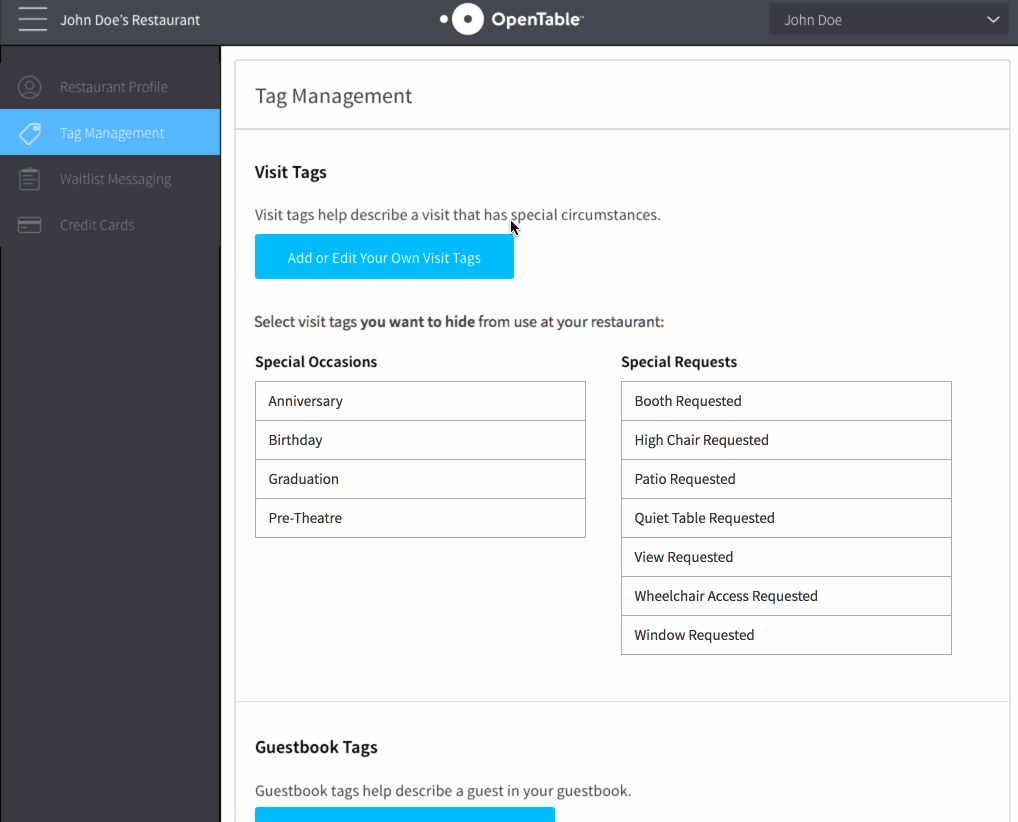 John Doe's Restaurant
OpenTable
John Doe
Restaurant Profile
Tag Management
Waitlist Messaging
Credit Cards
Tag Management
Visit Tags
Visit tags help describe a visit that has special circumstances.
Add or Edit Your Own Visit Tags
Select visit tags you want to hide from use at your restaurant:
Special Occasions
Anniversary
Birthday
Graduation
Pre-Theatre
Special Requests
Booth Requested
High Chair Requested
Patio Requested
Quiet Table Requested
View Requested
Wheelchair Access Requested
Window Requested
Guestbook Tags
Guestbook tags help describe a guest in your guestbook.